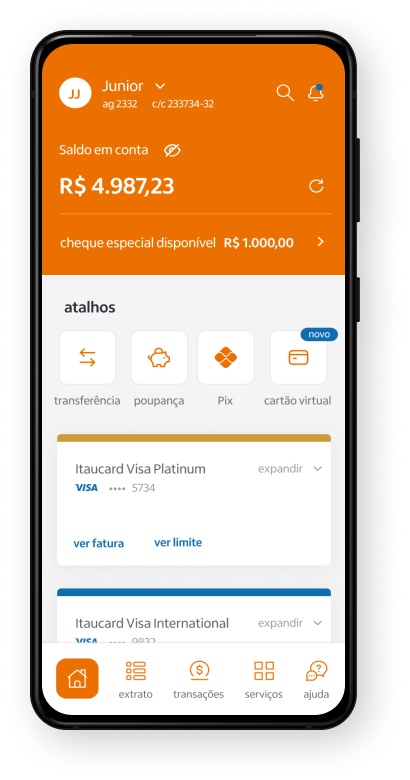 JJ
Junior
ag 2332 c/c 233734-32
Saldo em conta
R$ 4.987,23
cheque especial disponível R$ 1.000,00
atalhos
novo
transferência poupança Pix cartão virtual
Itaucard Visa Platinum expandir
VISA •••• 5734
ver fatura ver limite
Itaucard Visa International expandir
VISA •••• 9832
extrato transações serviços ajuda